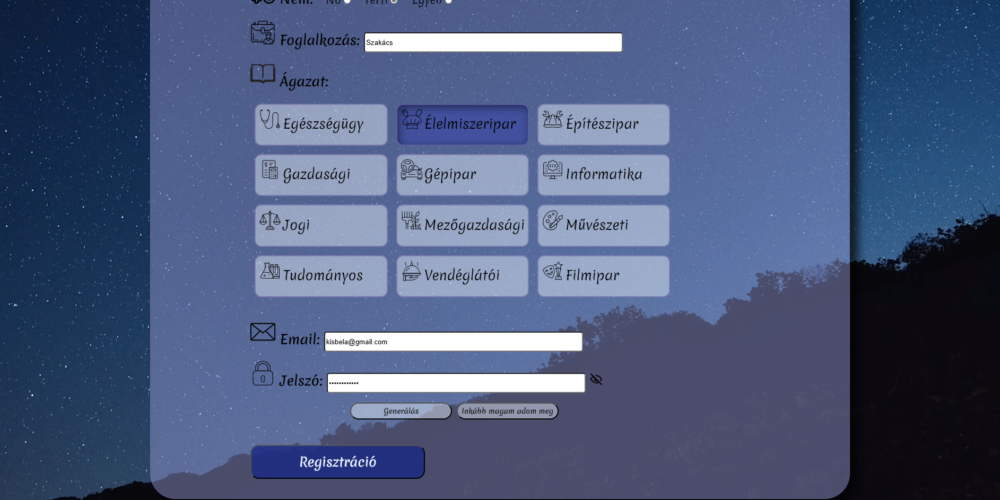 Nem: Nő Férfi Egyéb
Foglalkozás: Szakács
Ágazat:
Egészségügy Élelmiszeripar Építészipar
Gazdasági Gépipar Informatika
Jogi Mezőgazdasági Művészeti
Tudományos Vendéglátói Filmipar
Email: kisbela@gmail.com
Jelszó: ••••••••••••
Generálás Inkább magam adom meg
Regisztráció